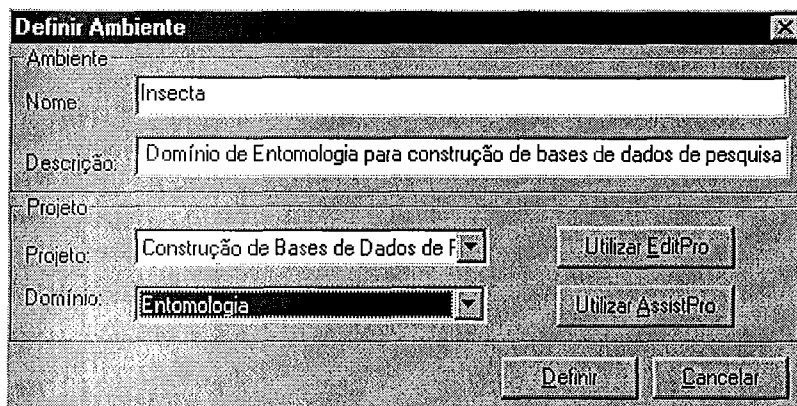 Definir Ambiente
Ambiente
Nome: Insecta
Descrição: Domínio de Entomologia para construção de bases de dados de pesquisa
Projeto
Projeto: Construção de Bases de Dados de P Utilizar EditPro
Domínio: Entomologia Utilizar AssistPro
Definir Cancelar